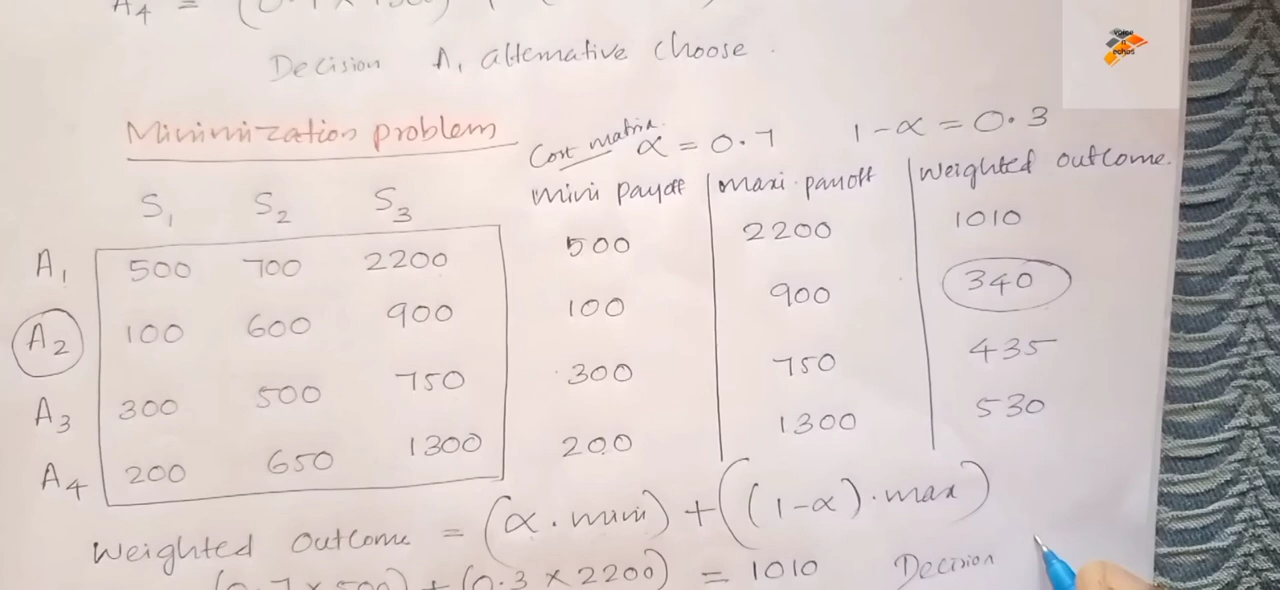 A4 =
Decision A1 alternative choose.
Minimization problem
Cost matrix. α = 0.7 1-α = 0.3
S1 S2 S3 mini payoff maxi. payoff weighted outcome.
A1 500 700 2200 500 2200 1010
A2 100 600 900 100 900 340
A3 300 500 750 300 750 435
A4 200 650 1300 200 1300 530
Weighted outcome = (α . mini) + ((1-α) . max)
(0.7 x 500) + (0.3 x 2200) = 1010 Decision
voice n echos